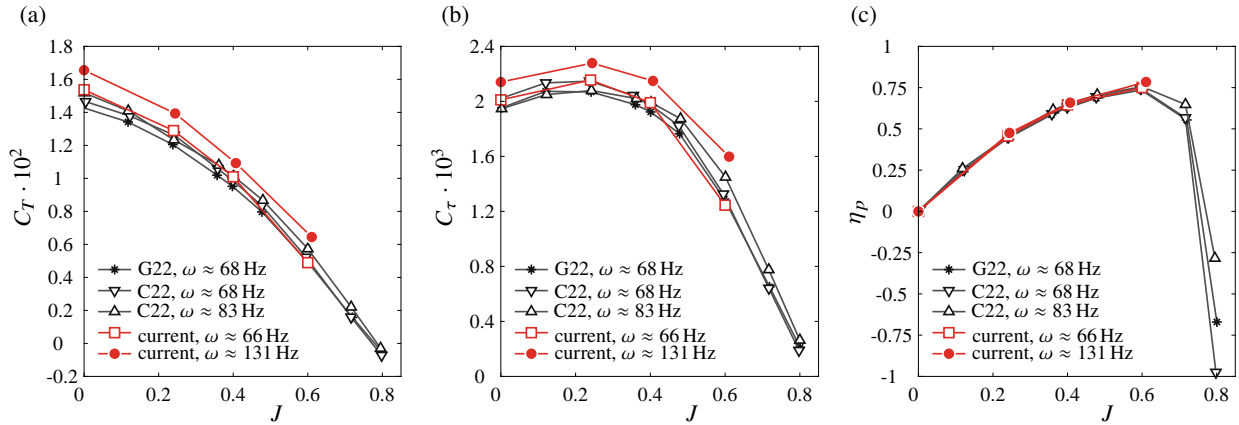 (a)
1.8
1.6
1.4
1.2
1.0
0.8
0.6
0.4
0.2
0
-0.2
C_T · 10^2
G22, ω ≈ 68 Hz
C22, ω ≈ 68 Hz
C22, ω ≈ 83 Hz
current, ω ≈ 66 Hz
current, ω ≈ 131 Hz
0 0.2 0.4 0.6 0.8
J
(b)
2.4
2.0
1.6
1.2
0.8
0.4
0
C_τ · 10^3
G22, ω ≈ 68 Hz
C22, ω ≈ 68 Hz
C22, ω ≈ 83 Hz
current, ω ≈ 66 Hz
current, ω ≈ 131 Hz
0 0.2 0.4 0.6 0.8
J
(c)
1
0.75
0.5
0.25
0
-0.25
-0.5
-0.75
-1
η_p
G22, ω ≈ 68 Hz
C22, ω ≈ 68 Hz
C22, ω ≈ 83 Hz
current, ω ≈ 66 Hz
current, ω ≈ 131 Hz
0 0.2 0.4 0.6 0.8
J